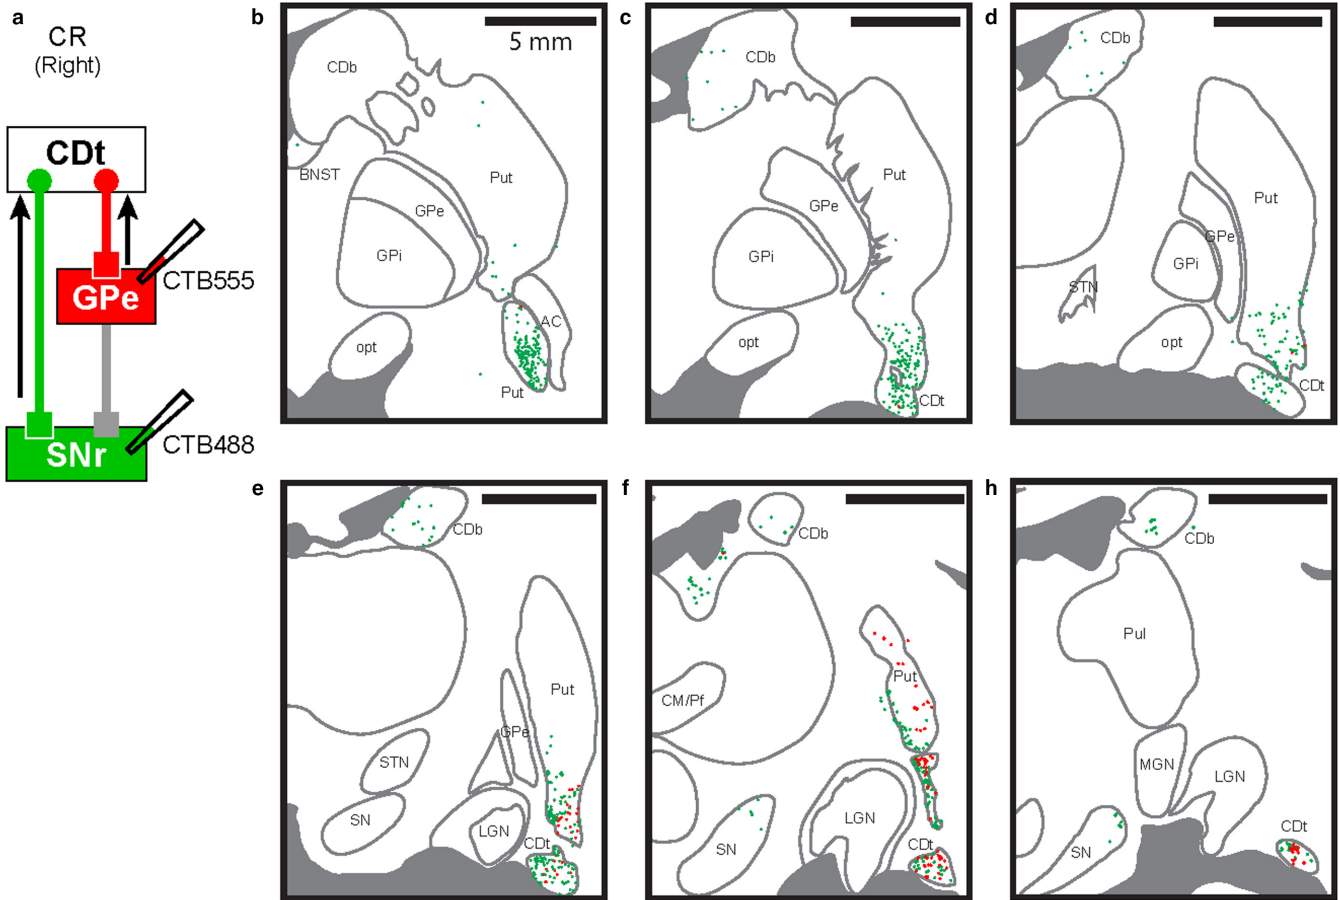 a
CR
(Right)
CDt
GPe
CTB555
SNr
CTB488
b
5 mm
CDb
BNST
Put
GPe
GPi
AC
opt
Put
c
CDb
Put
GPe
GPi
opt
CDt
d
CDb
Put
GPe
GPi
STN
opt
CDt
e
CDb
Put
GPe
STN
SN
LGN
CDt
f
CDb
Put
CM/Pf
LGN
SN
CDt
h
CDb
Pul
MGN
LGN
CDt
SN